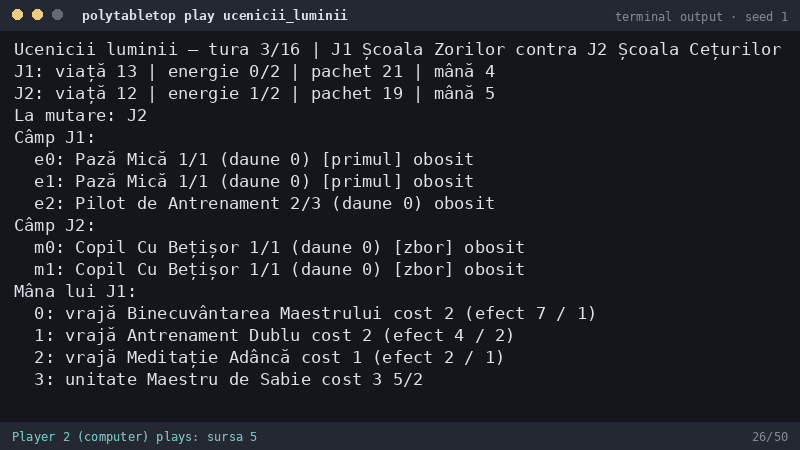 polytabletop play ucenicii_luminii
terminal output · seed 1
Ucenicii luminii — tura 3/16 | J1 Școala Zorilor contra J2 Școala Cețurilor
J1: viață 13 | energie 0/2 | pachet 21 | mână 4
J2: viață 12 | energie 1/2 | pachet 19 | mână 5
La mutare: J2
Câmp J1:
e0: Pază Mică 1/1 (daune 0) [primul] obosit
e1: Pază Mică 1/1 (daune 0) [primul] obosit
e2: Pilot de Antrenament 2/3 (daune 0) obosit
Câmp J2:
m0: Copil Cu Bețișor 1/1 (daune 0) [zbor] obosit
m1: Copil Cu Bețișor 1/1 (daune 0) [zbor] obosit
Mâna lui J1:
0: vrajă Binecuvântarea Maestrului cost 2 (efect 7 / 1)
1: vrajă Antrenament Dublu cost 2 (efect 4 / 2)
2: vrajă Meditație Adâncă cost 1 (efect 2 / 1)
3: unitate Maestru de Sabie cost 3 5/2
Player 2 (computer) plays: sursa 5
26/50